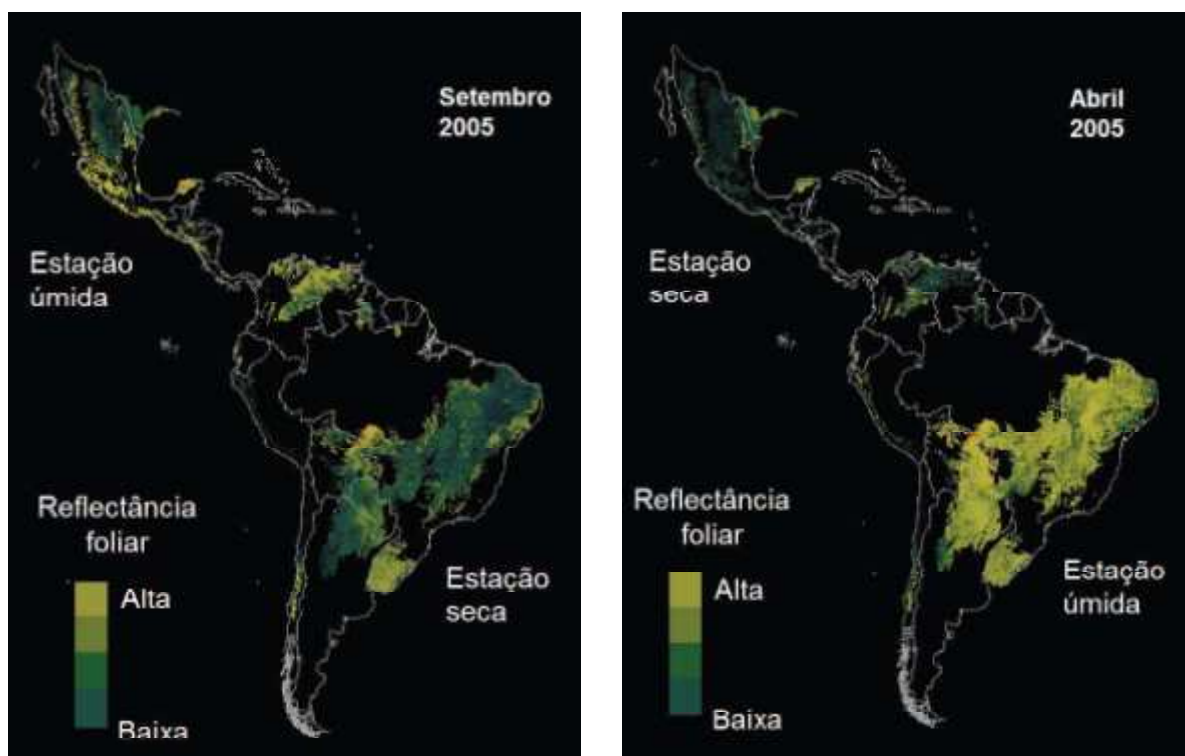 Setembro
2005
Estação
úmida
Reflectância
foliar
Alta
Baixa
Estação
seca
Abril
2005
Estação
seca
Reflectância
foliar
Alta
Baixa
Estação
úmida